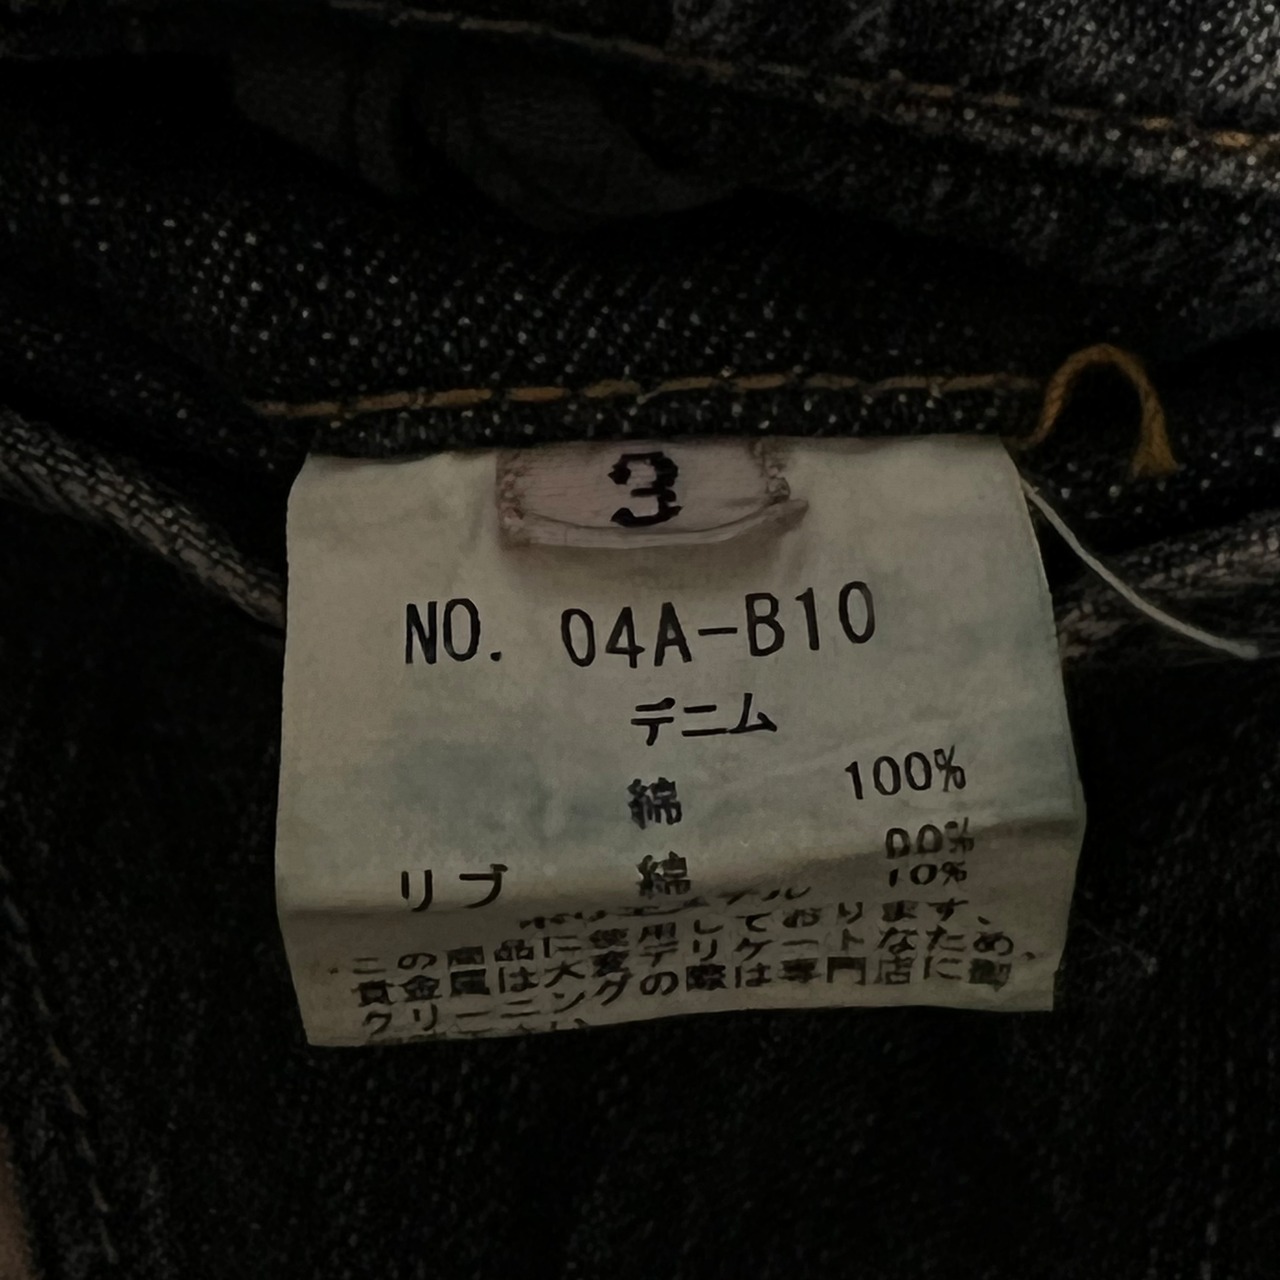 3
NO. 04A-B10
デニム
綿 100%
リブ 綿
10%
この商品に使用しております、
貴金属は大変デリケートなため、
クリーニングの際は専門店に